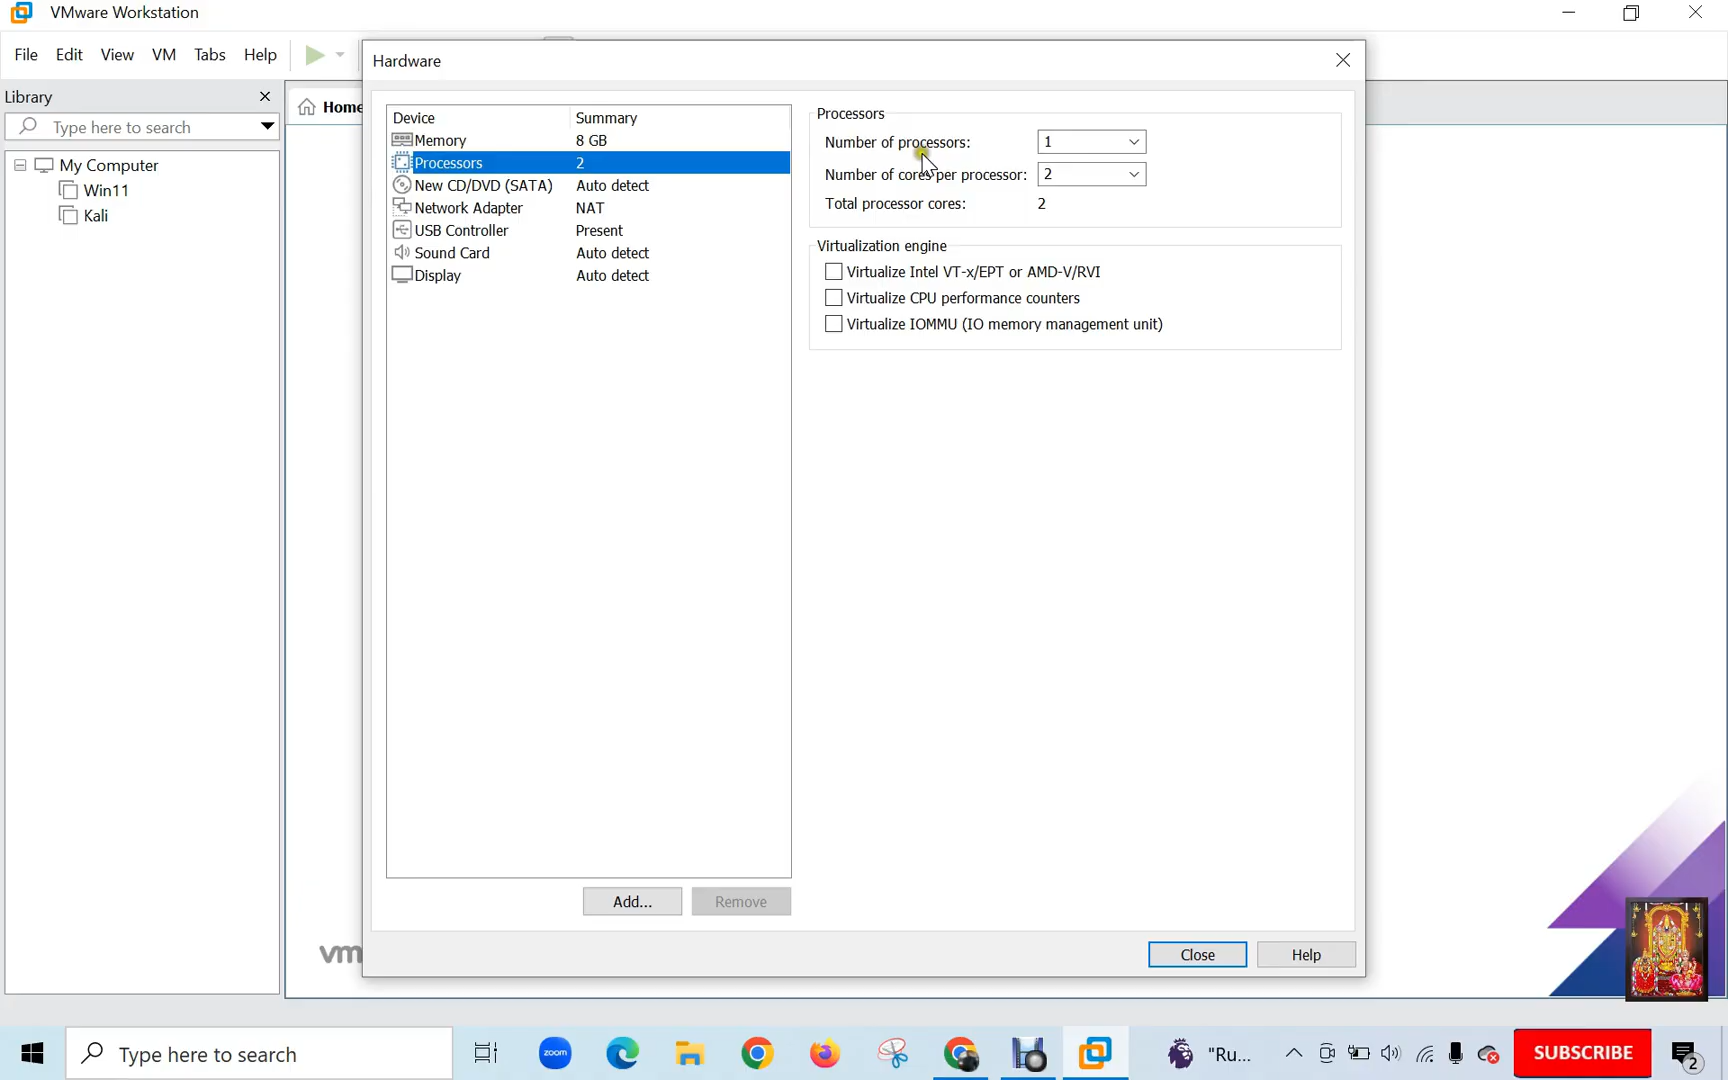 VMware Workstation
File Edit View VM Tabs Help
Hardware
Library
Home
Type here to search
My Computer
Win11
Kali
Device Summary
Memory 8 GB
Processors 2
New CD/DVD (SATA) Auto detect
Network Adapter NAT
USB Controller Present
Sound Card Auto detect
Display Auto detect
Add... Remove
Processors
Number of processors: 1
Number of cores per processor: 2
Total processor cores: 2
Virtualization engine
Virtualize Intel VT-x/EPT or AMD-V/RVI
Virtualize CPU performance counters
Virtualize IOMMU (IO memory management unit)
vm
Close Help
Type here to search
zoom
"Ru...
SUBSCRIBE
2